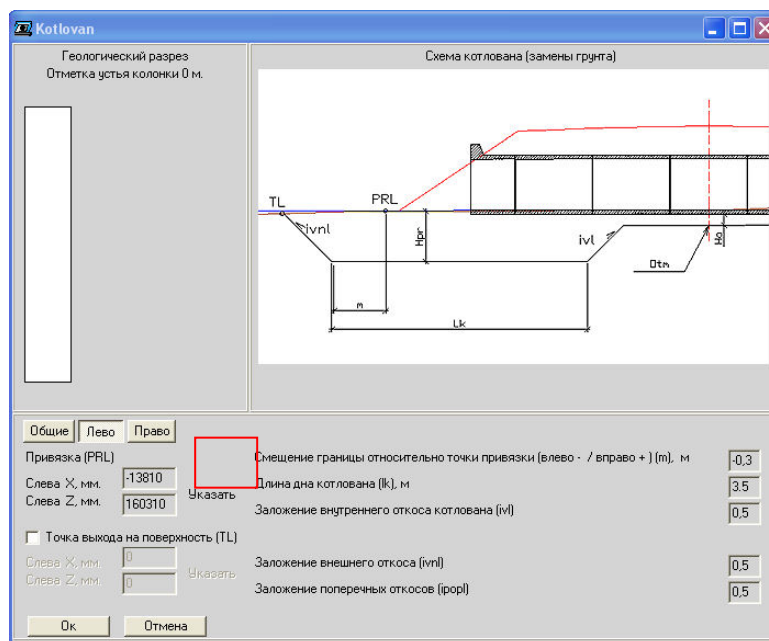 Kotlovan
Геологический разрез
Отметка устья колонки 0 м.
Схема котлована (замены грунта)
TL
PRL
ivnl
Hpr
ivl
Ho
Otm
m
Lk
Общие
Лево
Право
Привязка (PRL)
Слева X, мм.
-13810
Слева Z, мм.
160310
Указать
Смещение границы относительно точки привязки (влево - / вправо + ) (m), м
-0,3
Длина дна котлована (lk), м
3.5
Заложение внутреннего откоса котлована (ivl)
0,5
Точка выхода на поверхность (TL)
Слева X, мм.
0
Слева Z, мм.
0
Указать
Заложение внешнего откоса (ivnl)
0,5
Заложение поперечных откосов (ipopl)
0,5
Ок
Отмена